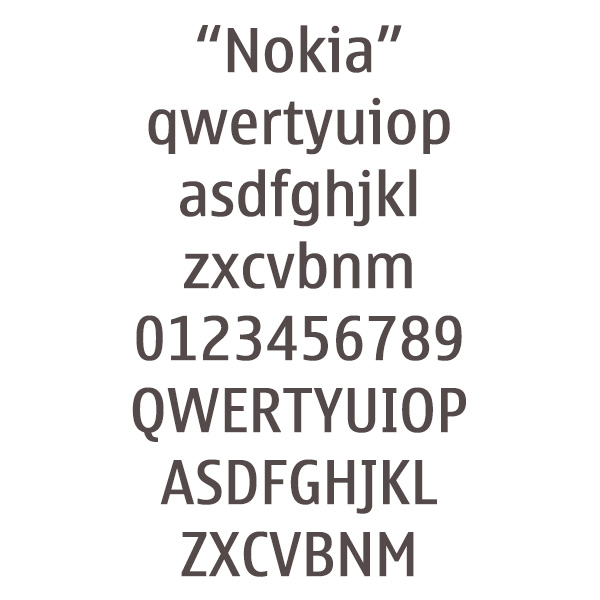 “Nokia”
qwertyuiop
asdfghjkl
zxcvbnm
0123456789
QWERTYUIOP
ASDFGHJKL
ZXCVBNM